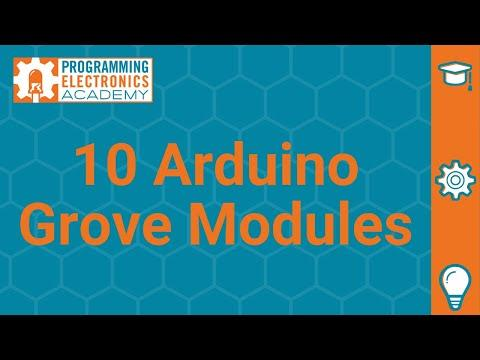 PROGRAMMING
ELECTRONICS
ACADEMY
10 Arduino
Grove Modules